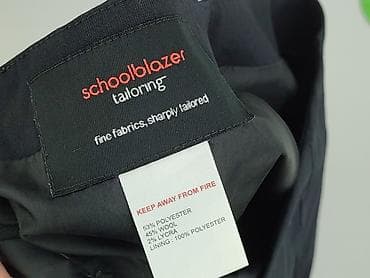 schoolblazer
tailoring
fine fabrics, sharply tailored
KEEP AWAY FROM FIRE
53% POLYESTER
45% WOOL
2% LYCRA
LINING : 100% POLYESTER